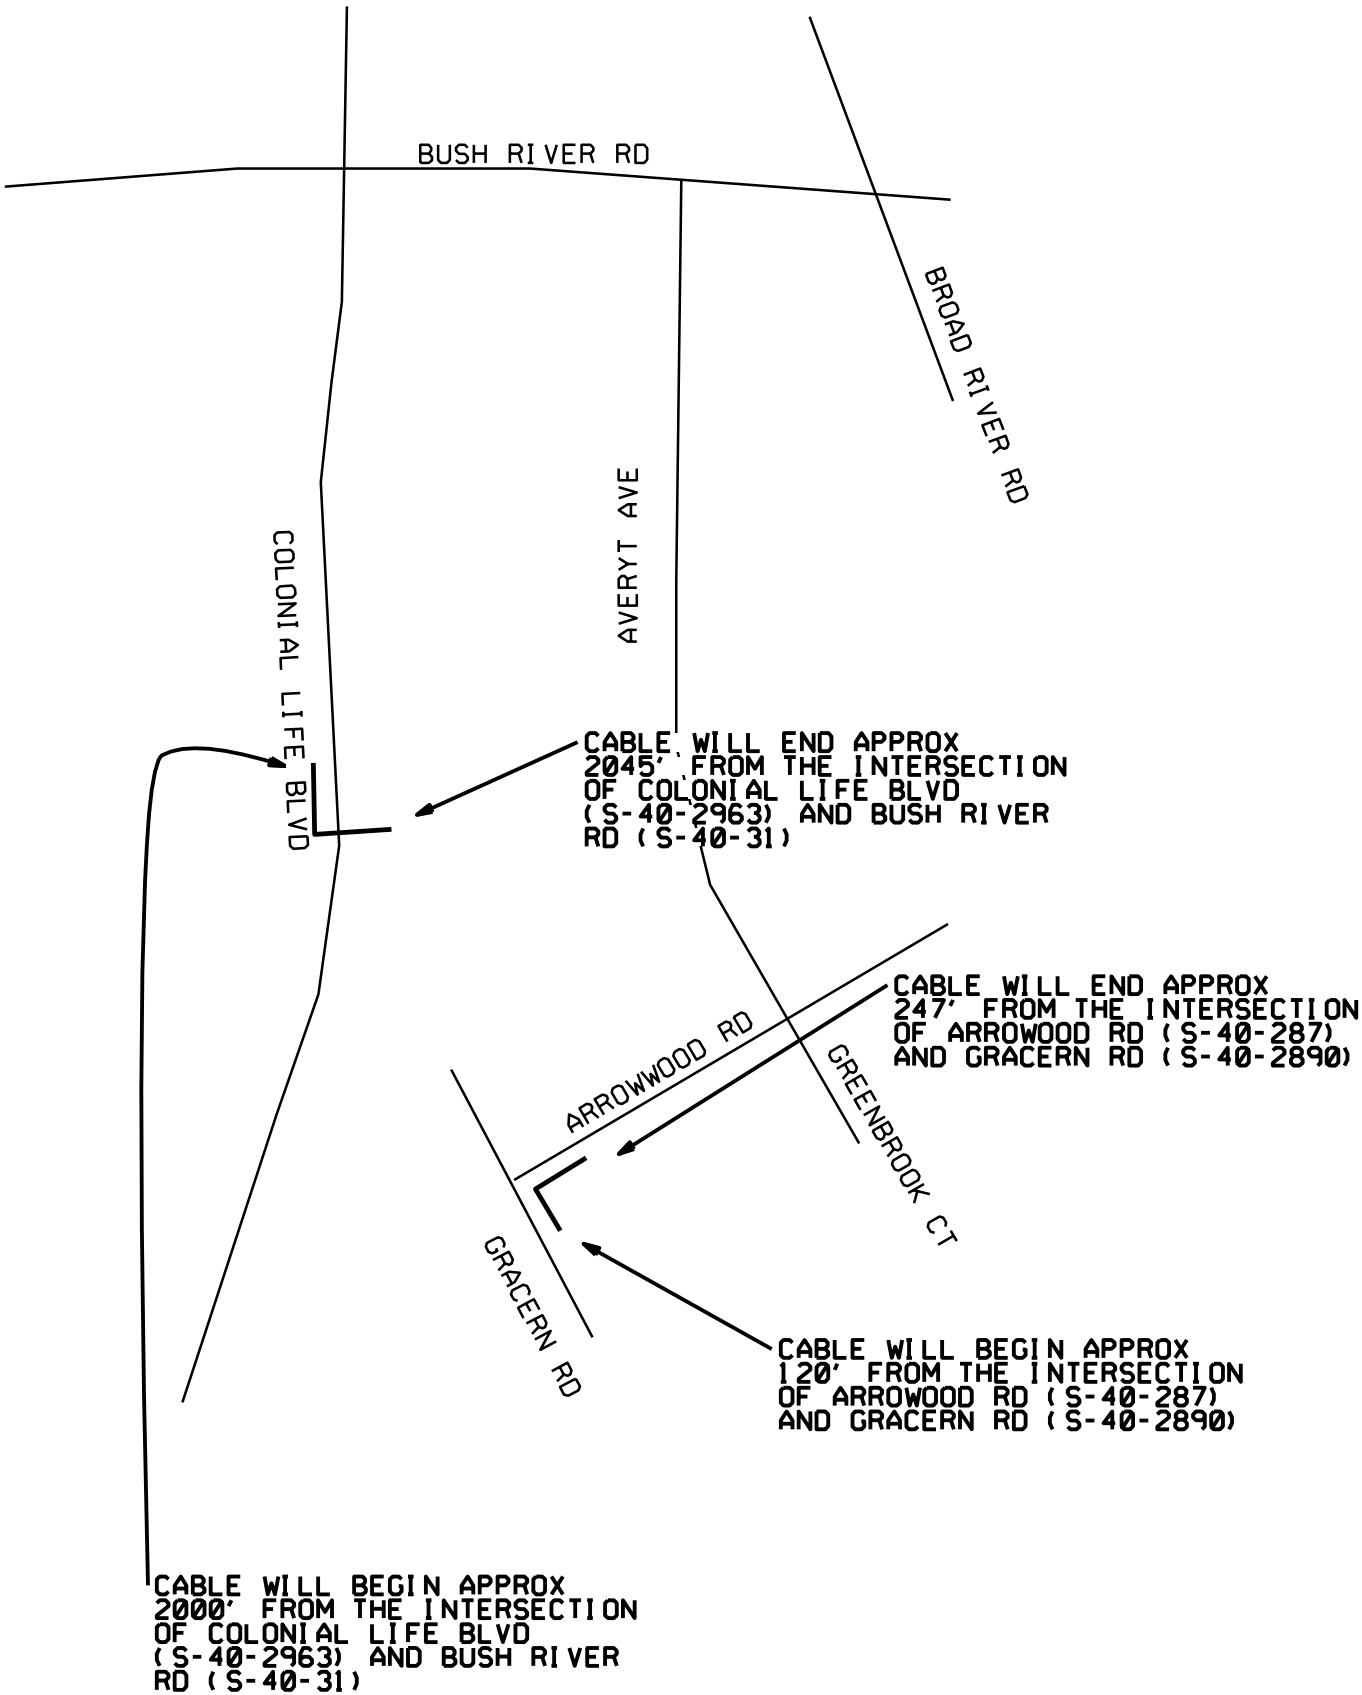 BUSH RIVER RD
BROAD RIVER RD
AVERYT AVE
COLONIAL LIFE BLVD
CABLE WILL END APPROX
2045' FROM THE INTERSECTION
OF COLONIAL LIFE BLVD
(S-40-2963) AND BUSH RIVER
RD (S-40-31)
CABLE WILL END APPROX
247' FROM THE INTERSECTION
OF ARROWOOD RD (S-40-287)
AND GRACERN RD (S-40-2890)
ARROWWOOD RD
GREENBROOK CT
GRACERN RD
CABLE WILL BEGIN APPROX
120' FROM THE INTERSECTION
OF ARROWOOD RD (S-40-287)
AND GRACERN RD (S-40-2890)
CABLE WILL BEGIN APPROX
2000' FROM THE INTERSECTION
OF COLONIAL LIFE BLVD
(S-40-2963) AND BUSH RIVER
RD (S-40-31)